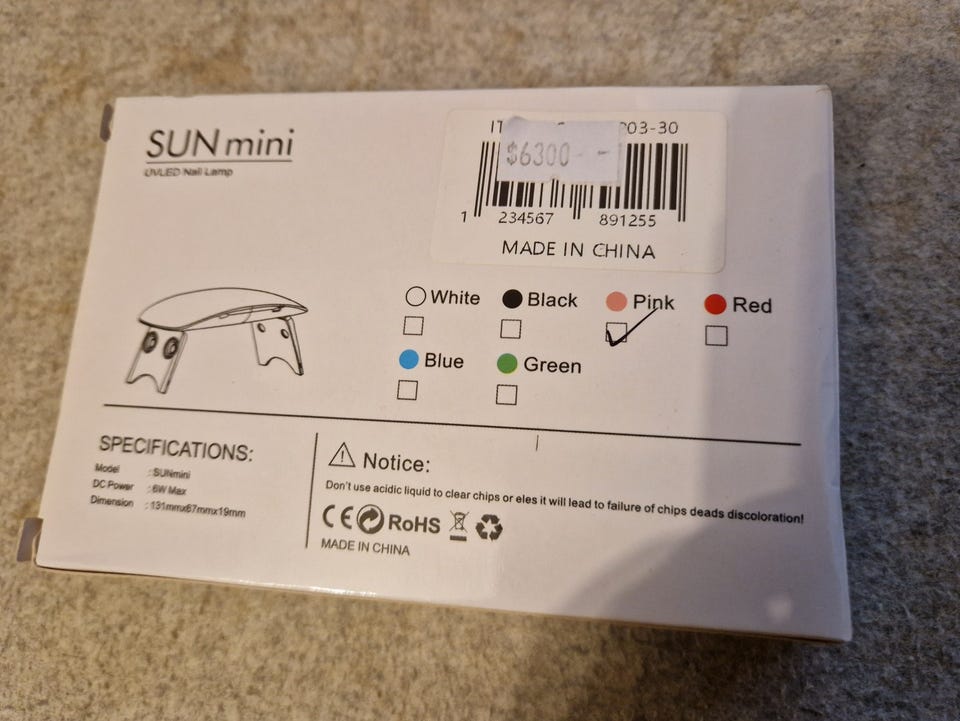 SUN mini
UVLED Nail Lamp
03-30
$6300-
1 234567 891255
MADE IN CHINA
White Black Pink Red
Blue Green
SPECIFICATIONS:
Model : SUNmini
DC Power : 6W Max
Dimension : 131mmx67mmx19mm
Notice:
Don't use acidic liquid to clear chips or eles it will lead to failure of chips deads discoloration!
CE RoHS
MADE IN CHINA